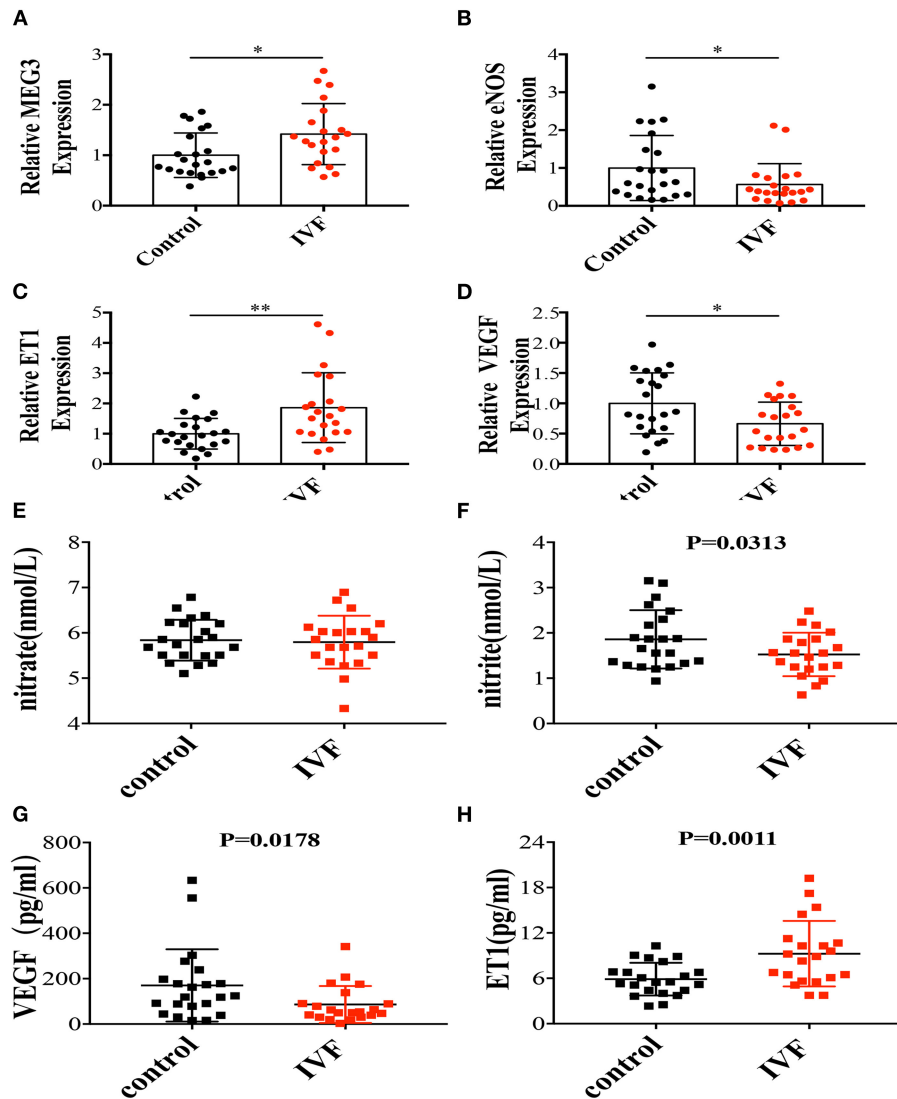 A
Relative MEG3
Expression
3
2
1
0
*
Control
IVF
B
Relative eNOS
Expression
4
3
2
1
0
*
Control
IVF
C
Relative ET1
Expression
5
4
3
2
1
0
**
trol
IVF
D
Relative VEGF
Expression
2.5
2.0
1.5
1.0
0.5
0.0
*
trol
IVF
E
nitrate(nmol/L)
8
7
6
5
4
control
IVF
F
nitrite(nmol/L)
4
3
2
1
0
P=0.0313
control
IVF
G
VEGF (pg/ml)
800
600
400
200
0
P=0.0178
control
IVF
H
ET1(pg/ml)
24
18
12
6
0
P=0.0011
control
IVF